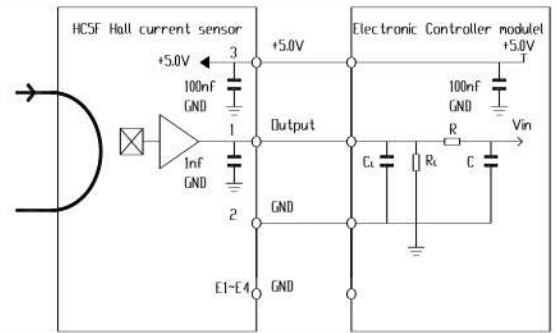 HC5F Hall current sensor
Electronic Controller modulel
+5.0V 3 +5.0V +5.0V
100nf 100nf
GND GND
1 Output R Vin
1nf CL RL C
GND
2 GND
E1~E4 GND